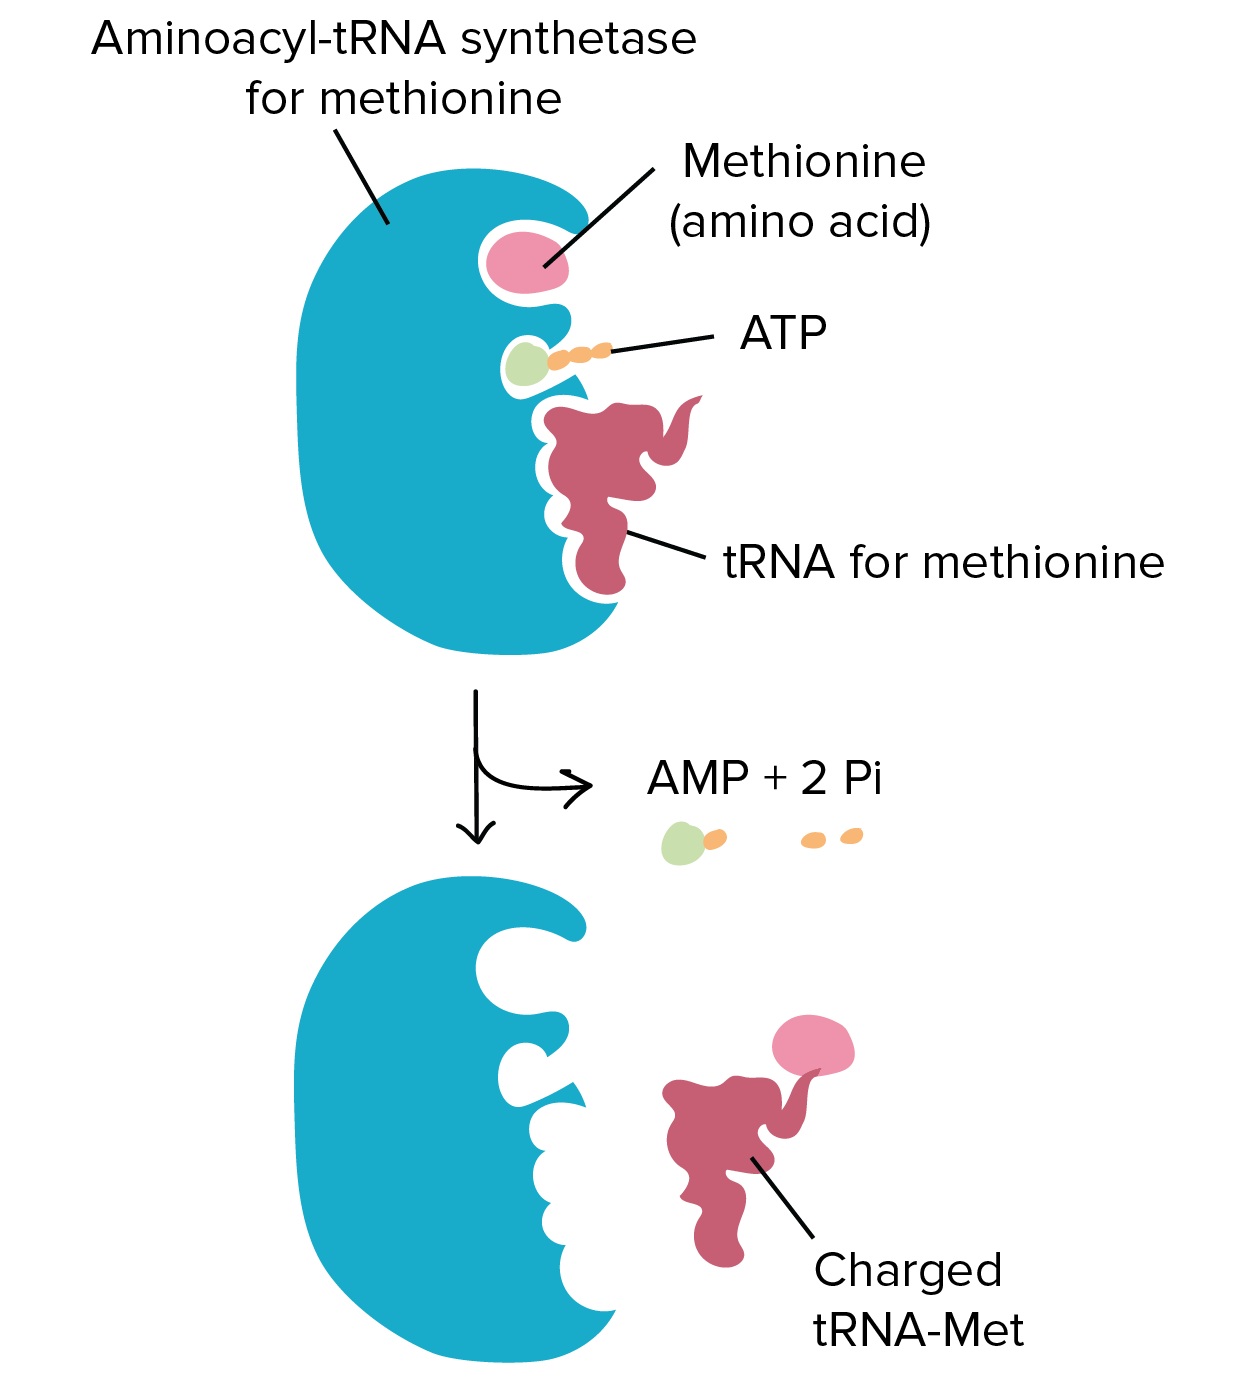 Aminoacyl-tRNA synthetase
for methionine
Methionine
(amino acid)
ATP
tRNA for methionine
AMP + 2 Pi
Charged
tRNA-Met